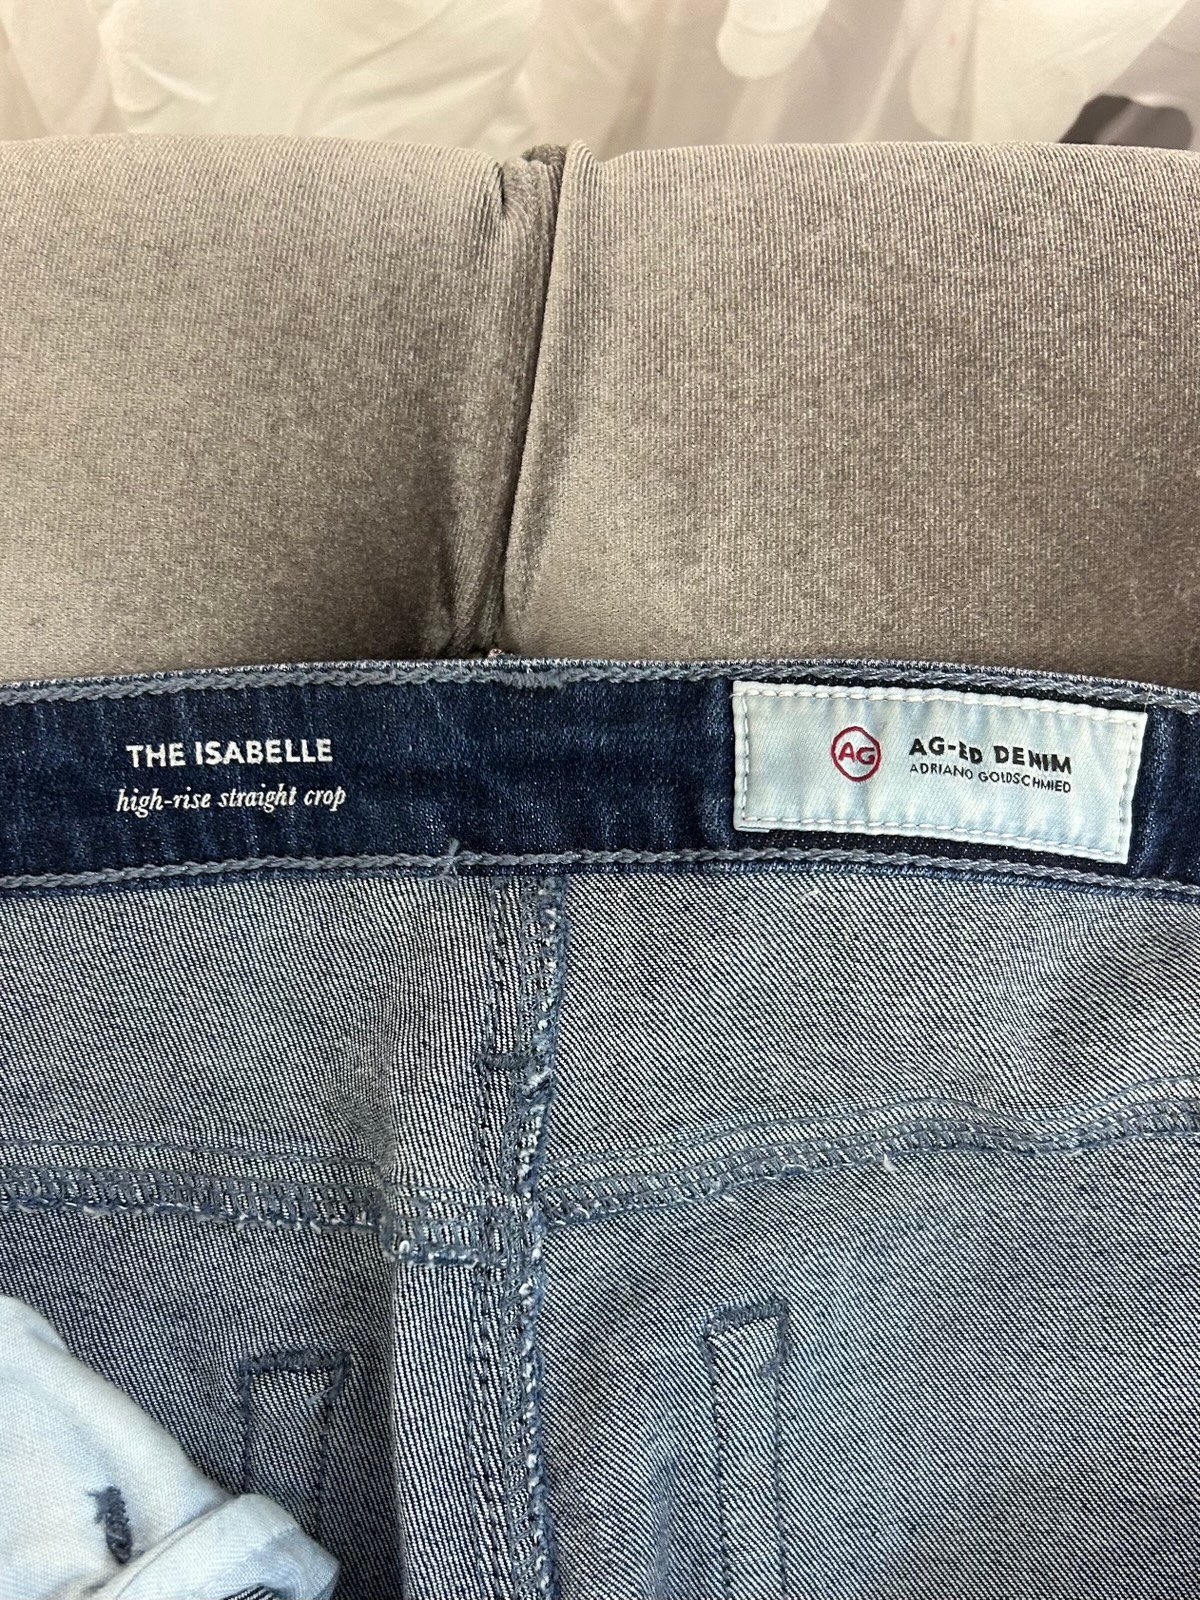 THE ISABELLE
high-rise straight crop
AG
AG-ED DENIM
ADRIANO GOLDSCHMIED